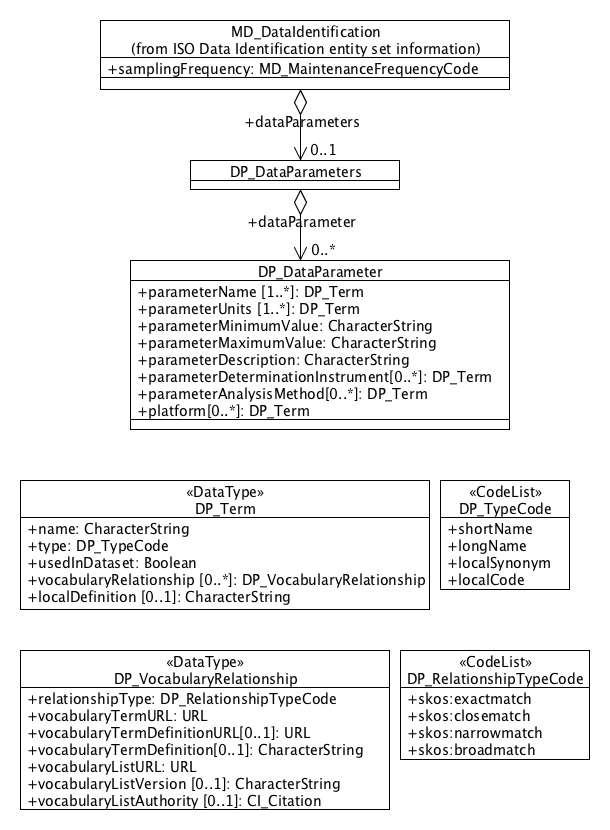 MD_DataIdentification
(from ISO Data Identification entity set information)
+samplingFrequency: MD_MaintenanceFrequencyCode
+dataParameters
0..1
DP_DataParameters
+dataParameter
0..*
DP_DataParameter
+parameterName [1..*]: DP_Term
+parameterUnits [1..*]: DP_Term
+parameterMinimumValue: CharacterString
+parameterMaximumValue: CharacterString
+parameterDescription: CharacterString
+parameterDeterminationInstrument[0..*]: DP_Term
+parameterAnalysisMethod[0..*]: DP_Term
+platform[0..*]: DP_Term
«DataType»
DP_Term
+name: CharacterString
+type: DP_TypeCode
+usedInDataset: Boolean
+vocabularyRelationship [0..*]: DP_VocabularyRelationship
+localDefinition [0..1]: CharacterString
«CodeList»
DP_TypeCode
+shortName
+longName
+localSynonym
+localCode
«DataType»
DP_VocabularyRelationship
+relationshipType: DP_RelationshipTypeCode
+vocabularyTermURL: URL
+vocabularyTermDefinitionURL[0..1]: URL
+vocabularyTermDefinition[0..1]: CharacterString
+vocabularyListURL: URL
+vocabularyListVersion [0..1]: CharacterString
+vocabularyListAuthority [0..1]: CI_Citation
«CodeList»
DP_RelationshipTypeCode
+skos:exactmatch
+skos:closematch
+skos:narrowmatch
+skos:broadmatch